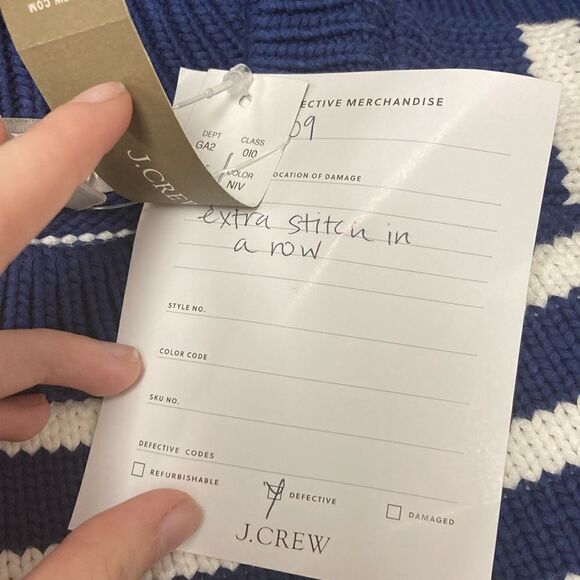 W.COM
J.CREW
DEPT CLASS
GA2 010
COLOR
NIV
ECTIVE MERCHANDISE
09
OCATION OF DAMAGE
extra stitch in
a row
STYLE NO.
COLOR CODE
SKU NO.
DEFECTIVE CODES
REFURBISHABLE DEFECTIVE DAMAGED
J.CREW